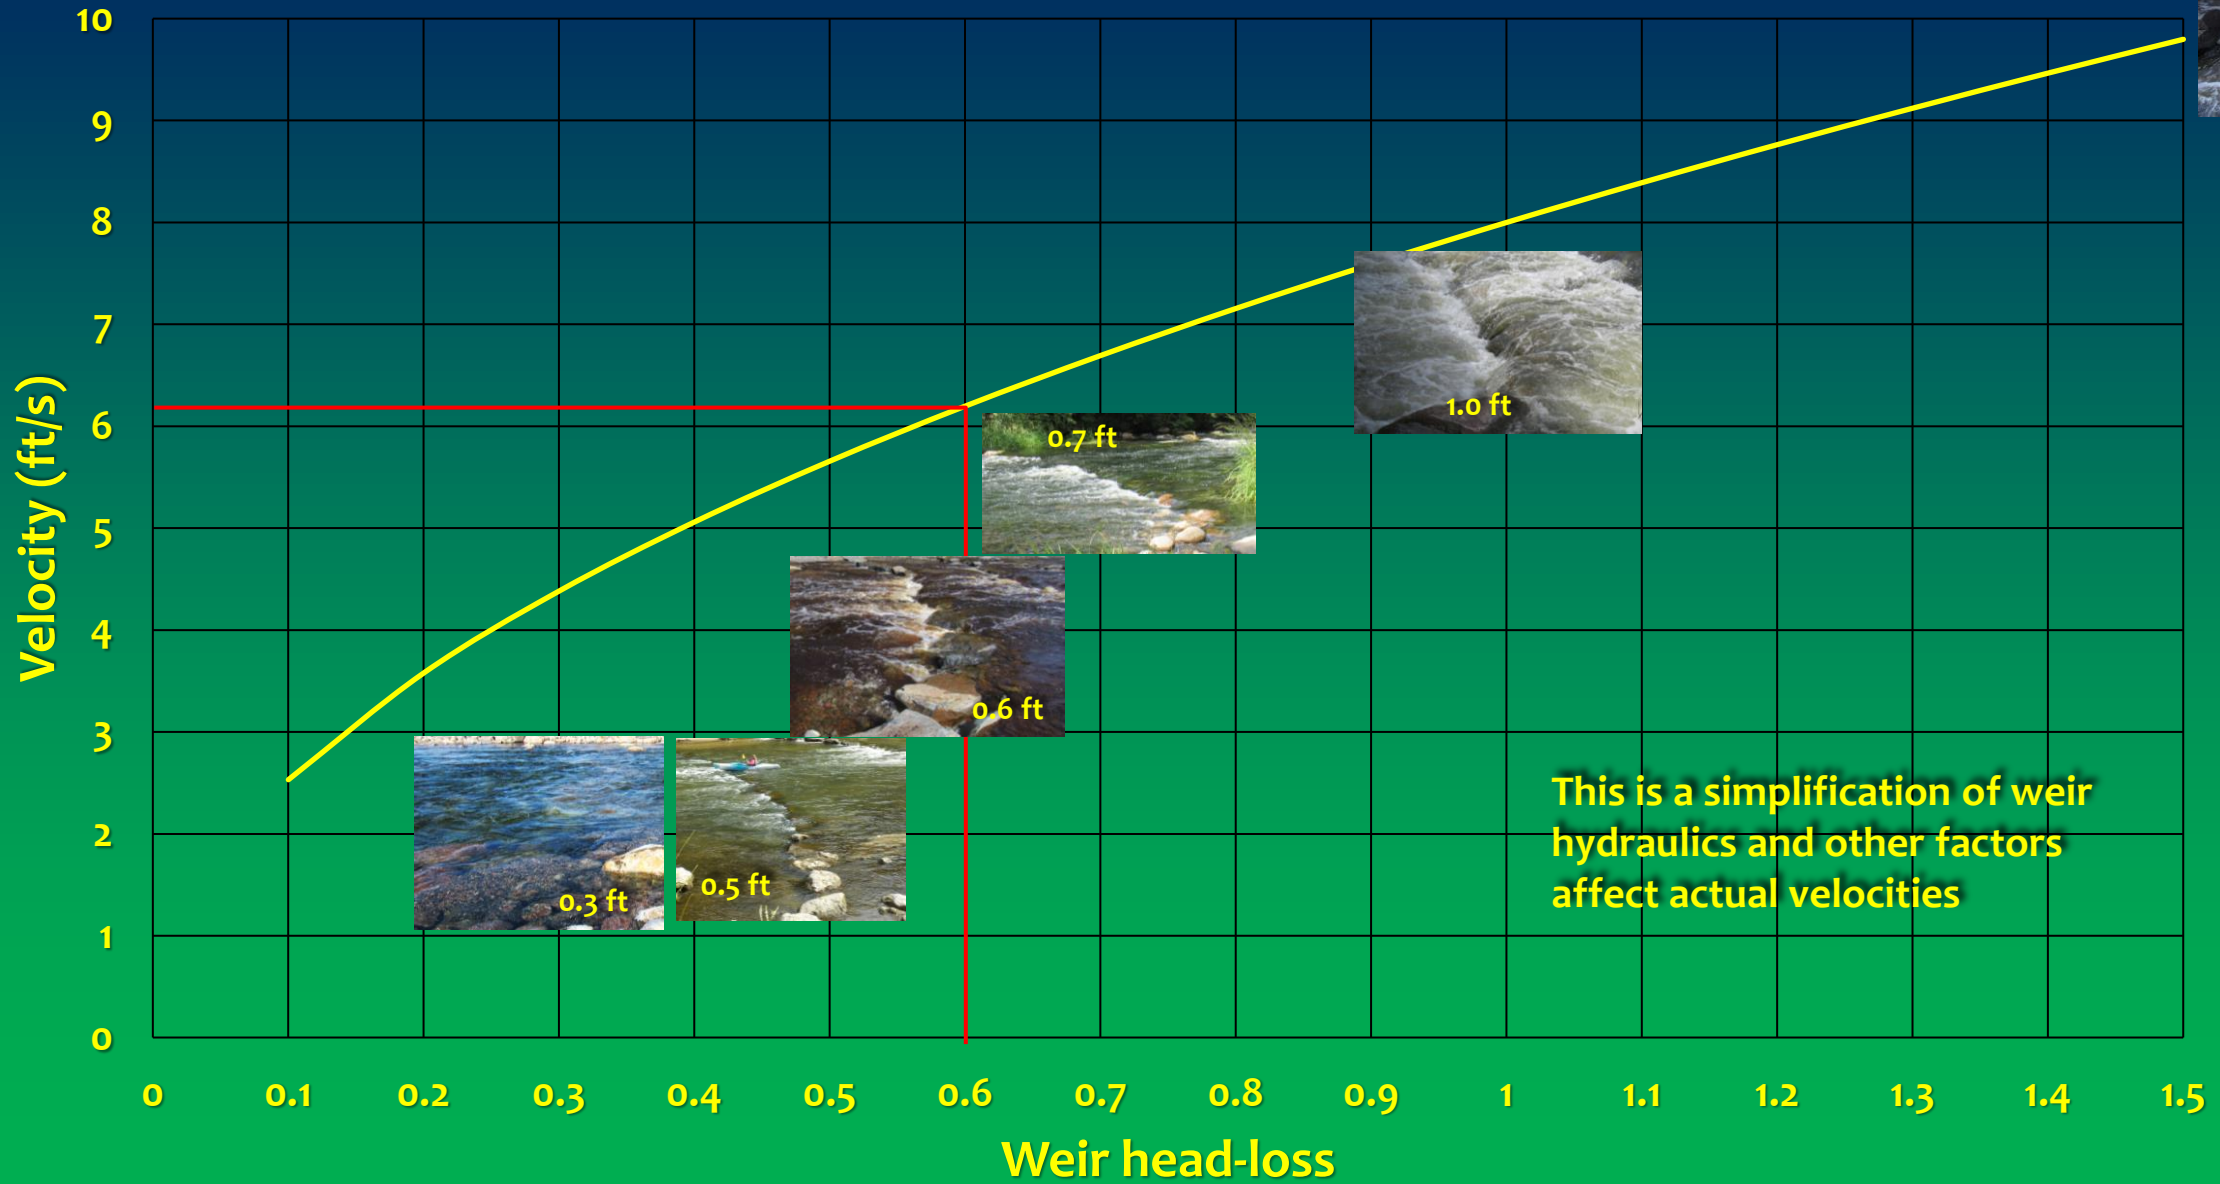 10
9
8
7
6
5
4
3
2
1
0
Velocity (ft/s)
1.0 ft
0.7 ft
0.6 ft
0.3 ft
0.5 ft
This is a simplification of weir
hydraulics and other factors
affect actual velocities
0 0.1 0.2 0.3 0.4 0.5 0.6 0.7 0.8 0.9 1 1.1 1.2 1.3 1.4 1.5
Weir head-loss